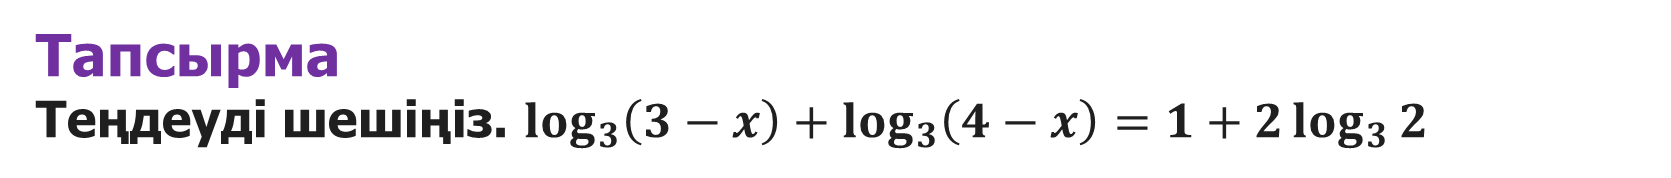 Тапсырма
Теңдеуді шешіңіз. log₃(3 − x) + log₃(4 − x) = 1 + 2 log₃ 2